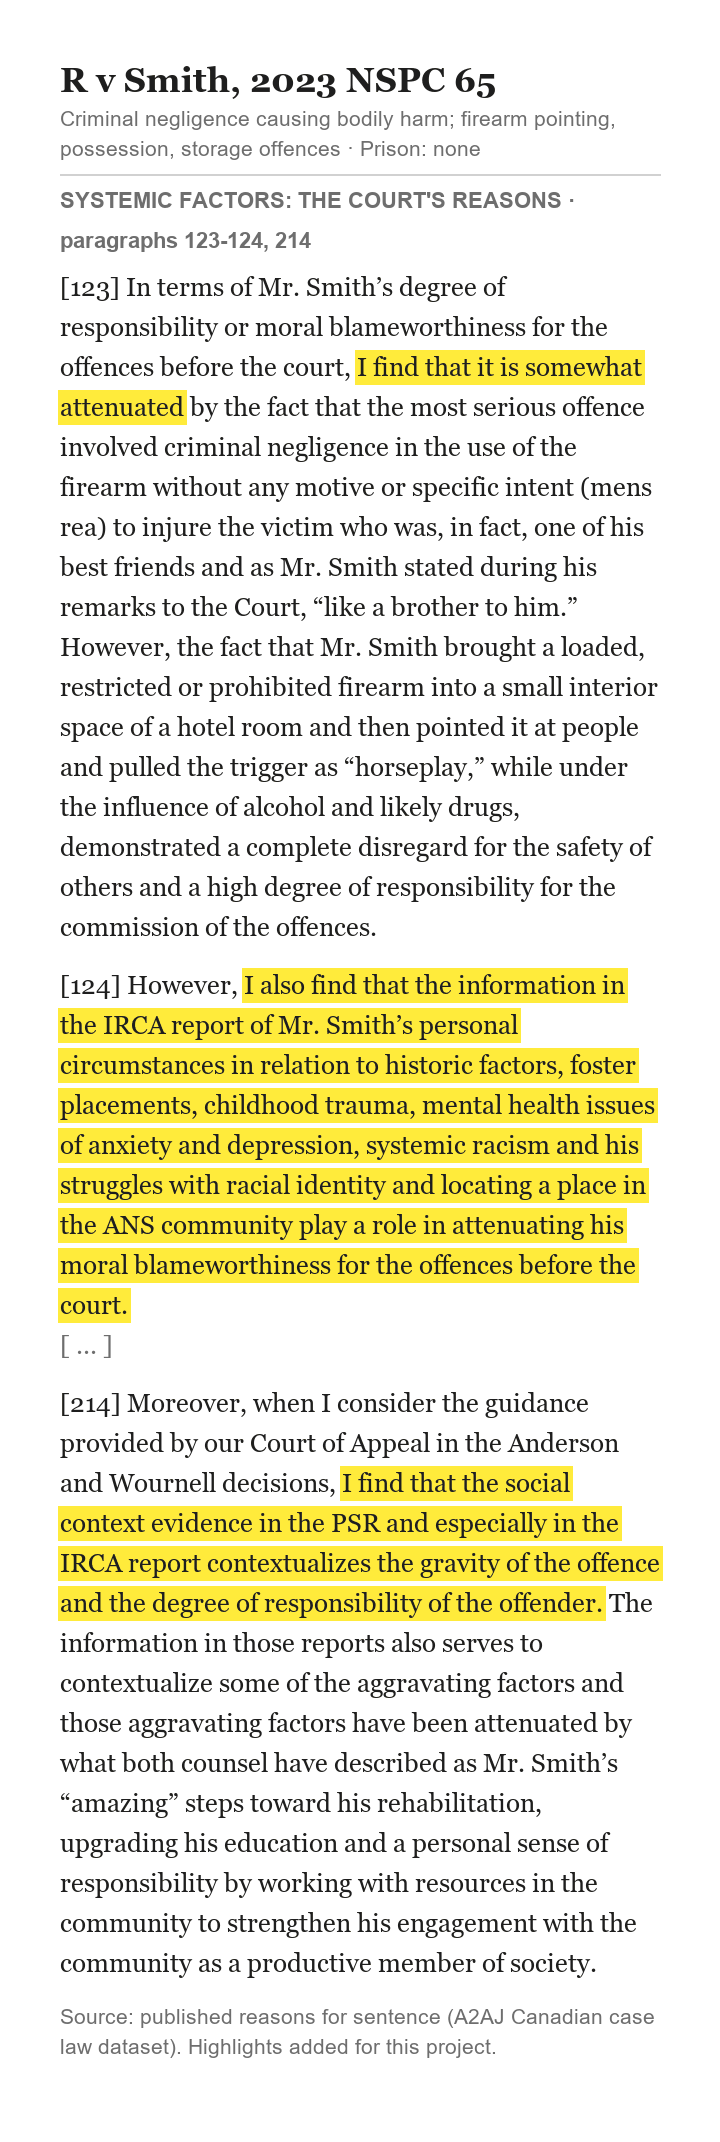 R v Smith, 2023 NSPC 65
Criminal negligence causing bodily harm; firearm pointing,
possession, storage offences · Prison: none
SYSTEMIC FACTORS: THE COURT'S REASONS ·
paragraphs 123-124, 214
[123] In terms of Mr. Smith’s degree of
responsibility or moral blameworthiness for the
offences before the court, I find that it is somewhat
attenuated by the fact that the most serious offence
involved criminal negligence in the use of the
firearm without any motive or specific intent (mens
rea) to injure the victim who was, in fact, one of his
best friends and as Mr. Smith stated during his
remarks to the Court, “like a brother to him.”
However, the fact that Mr. Smith brought a loaded,
restricted or prohibited firearm into a small interior
space of a hotel room and then pointed it at people
and pulled the trigger as “horseplay,” while under
the influence of alcohol and likely drugs,
demonstrated a complete disregard for the safety of
others and a high degree of responsibility for the
commission of the offences.
[124] However, I also find that the information in
the IRCA report of Mr. Smith’s personal
circumstances in relation to historic factors, foster
placements, childhood trauma, mental health issues
of anxiety and depression, systemic racism and his
struggles with racial identity and locating a place in
the ANS community play a role in attenuating his
moral blameworthiness for the offences before the
court.
[ ... ]
[214] Moreover, when I consider the guidance
provided by our Court of Appeal in the Anderson
and Wournell decisions, I find that the social
context evidence in the PSR and especially in the
IRCA report contextualizes the gravity of the offence
and the degree of responsibility of the offender. The
information in those reports also serves to
contextualize some of the aggravating factors and
those aggravating factors have been attenuated by
what both counsel have described as Mr. Smith’s
“amazing” steps toward his rehabilitation,
upgrading his education and a personal sense of
responsibility by working with resources in the
community to strengthen his engagement with the
community as a productive member of society.
Source: published reasons for sentence (A2AJ Canadian case
law dataset). Highlights added for this project.